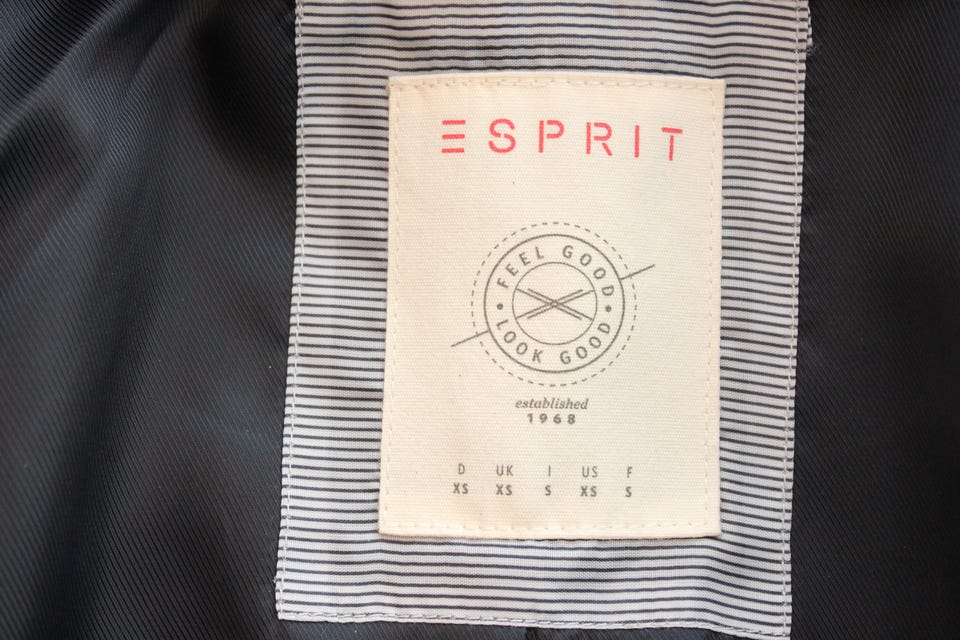 ESPRIT
FEEL GOOD
LOOK GOOD
established
1968
D UK I US F
XS XS S XS S